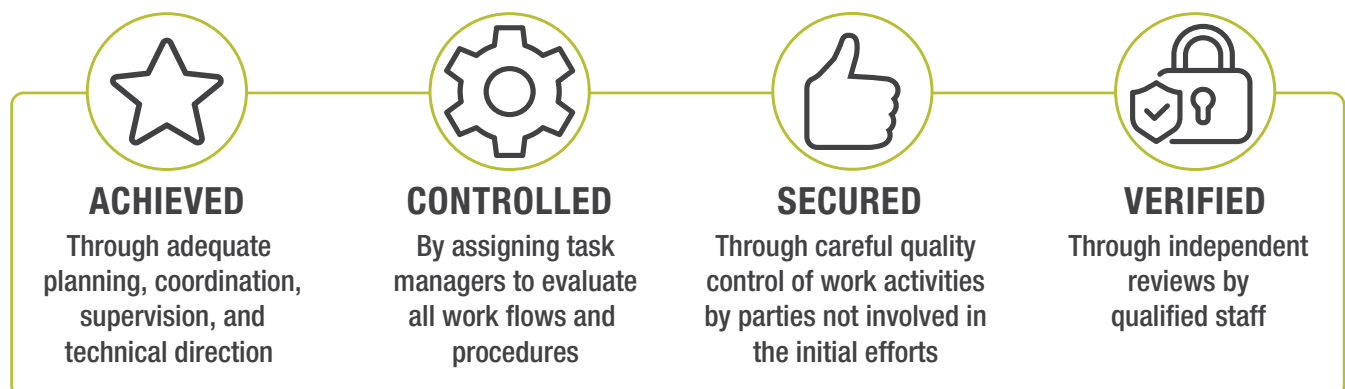 ACHIEVED
Through adequate
planning, coordination,
supervision, and
technical direction
CONTROLLED
By assigning task
managers to evaluate
all work flows and
procedures
SECURED
Through careful quality
control of work activities
by parties not involved in
the initial efforts
VERIFIED
Through independent
reviews by
qualified staff